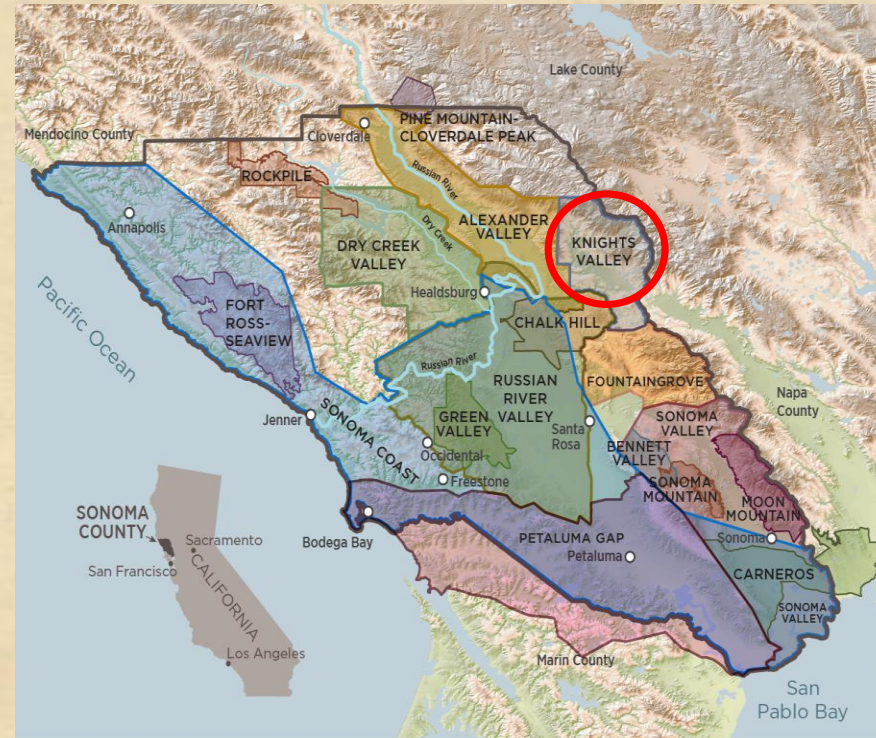 Lake County
Mendocino County
PINE MOUNTAIN-
CLOVERDALE PEAK
Cloverdale
ROCKPILE
Russian River
Annapolis
ALEXANDER
VALLEY
KNIGHTS
VALLEY
Dry Creek
DRY CREEK
VALLEY
Pacific Ocean
Healdsburg
FORT
ROSS-
SEAVIEW
CHALK HILL
Russian River
RUSSIAN
RIVER
VALLEY
FOUNTAINGROVE
Napa
County
SONOMA COAST
GREEN
VALLEY
Jenner
Santa
Rosa
SONOMA
VALLEY
BENNETT
VALLEY
Occidental
Freestone
SONOMA
MOUNTAIN
MOON
MOUNTAIN
SONOMA
COUNTY
Sacramento
San Francisco
CALIFORNIA
Los Angeles
Bodega Bay
PETALUMA GAP
Petaluma
Sonoma
CARNEROS
SONOMA
VALLEY
Marin County
San
Pablo Bay